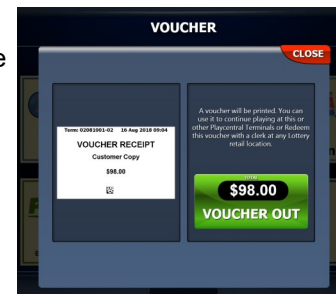 VOUCHER
e
CLOSE
Term: 02081001-02 16 Aug 2018 09:04
VOUCHER RECEIPT
Customer Copy
$98.00
A voucher will be printed. You can
use it to continue playing at this or
other Playcentral Terminals or Redeem
this voucher with a clerk at any Lottery
retail location.
TOTAL
$98.00
VOUCHER OUT